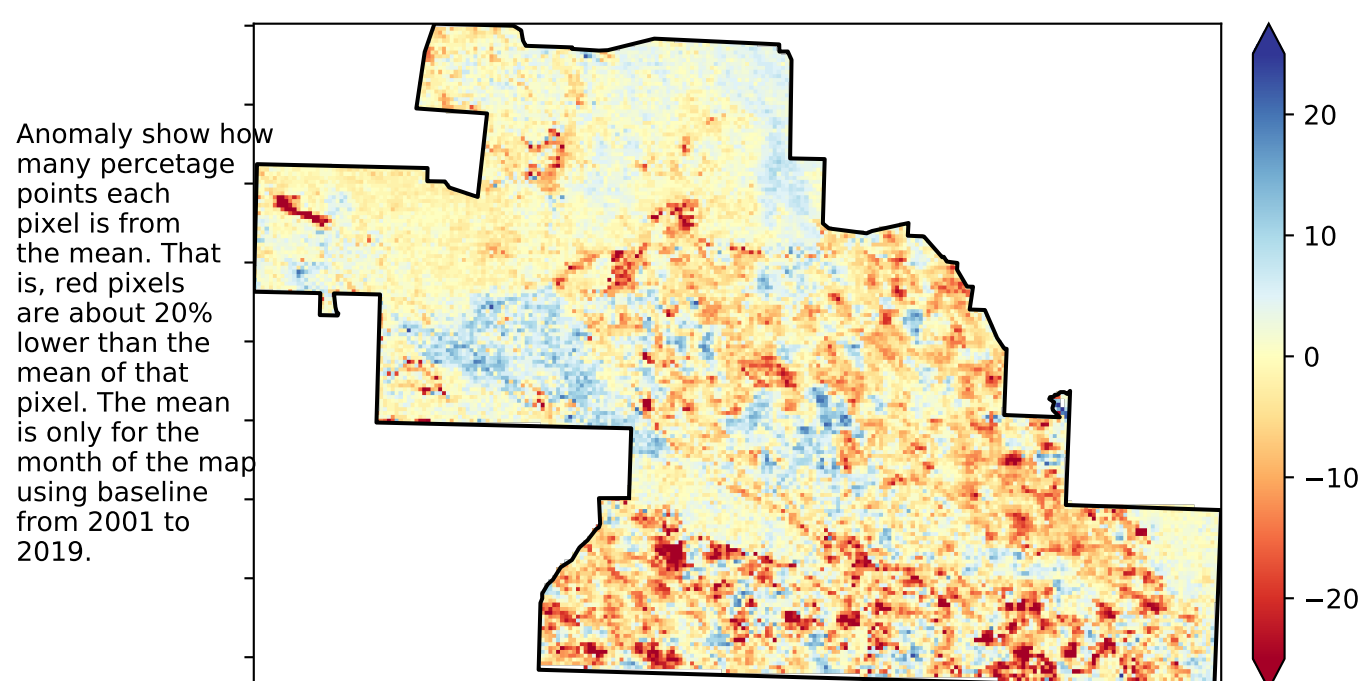 Anomaly show how
many percetage
points each
pixel is from
the mean. That
is, red pixels
are about 20%
lower than the
mean of that
pixel. The mean
is only for the
month of the map
using baseline
from 2001 to
2019.
20
10
0
−10
−20